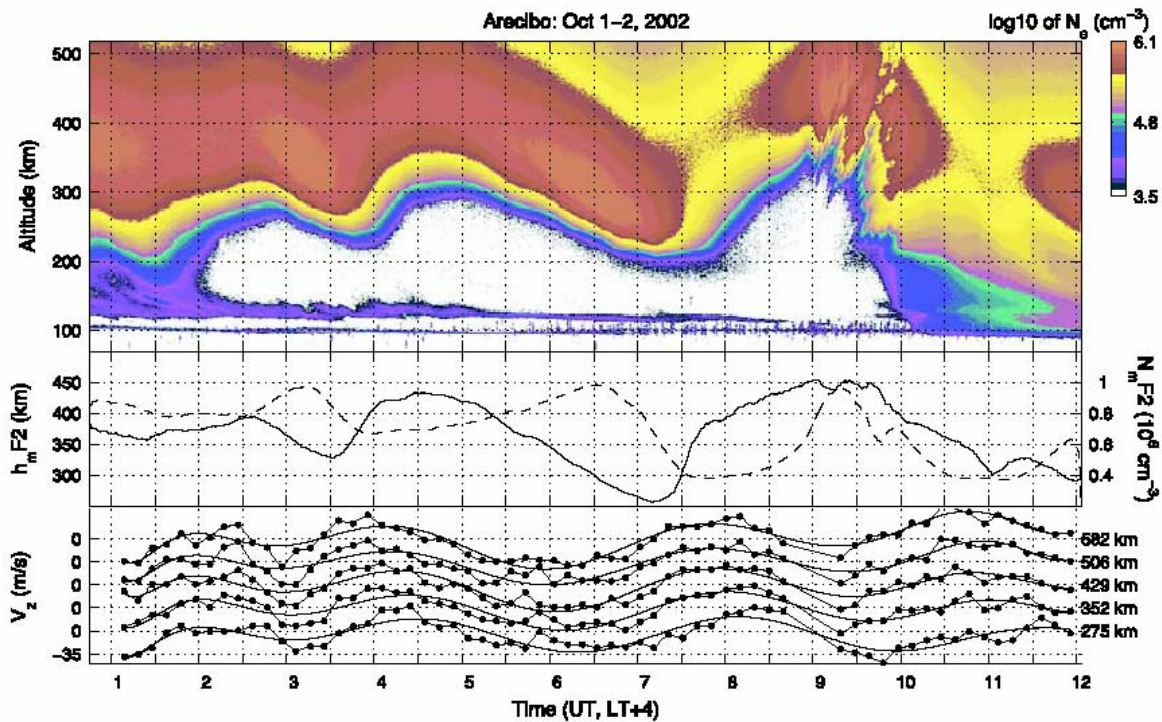 Arecibo: Oct 1-2, 2002
log10 of Ne (cm−3)
500
400
300
200
100
Altitude (km)
6.1
4.8
3.5
450
400
350
300
hmF2 (km)
1
0.8
0.6
0.4
NmF2 (10^6 cm−3)
0
0
0
0
0
−35
Vz (m/s)
582 km
506 km
429 km
352 km
275 km
1 2 3 4 5 6 7 8 9 10 11 12
Time (UT, LT+4)